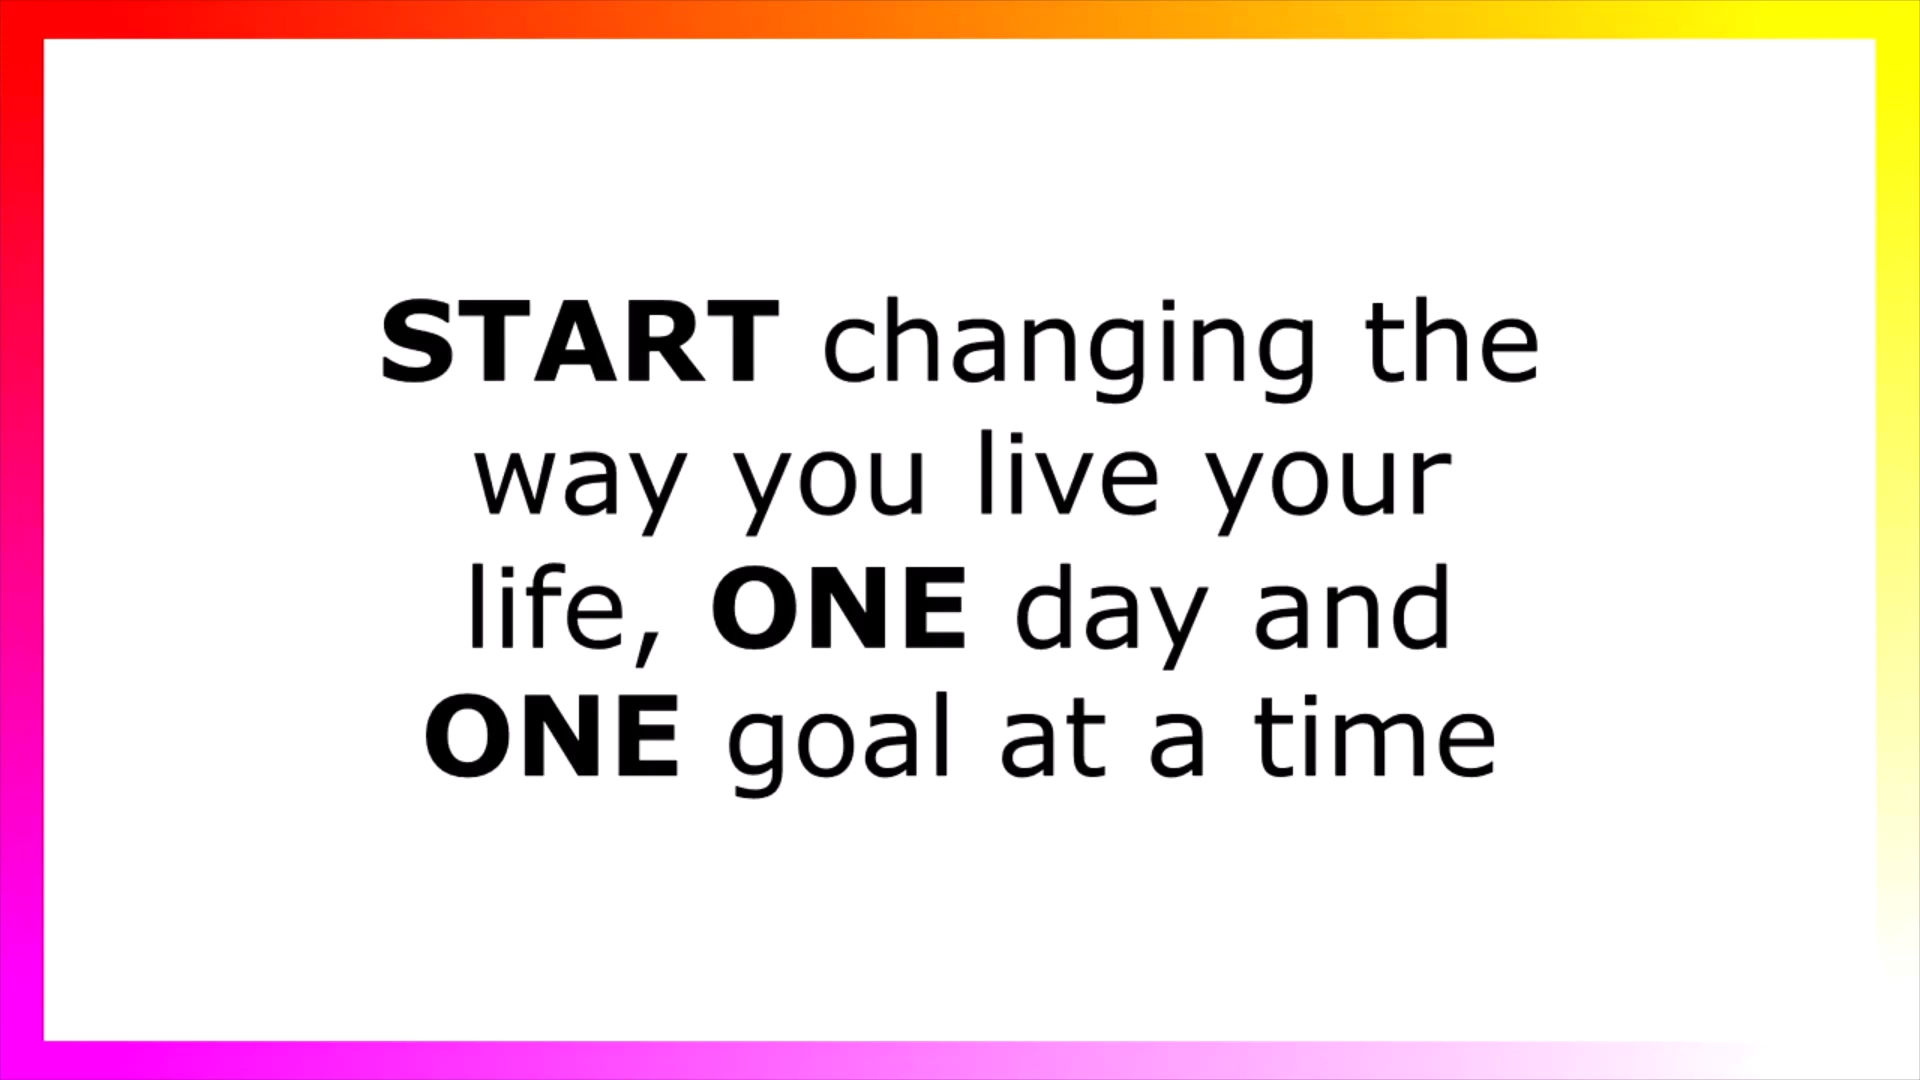 START changing the
way you live your
life, ONE day and
ONE goal at a time